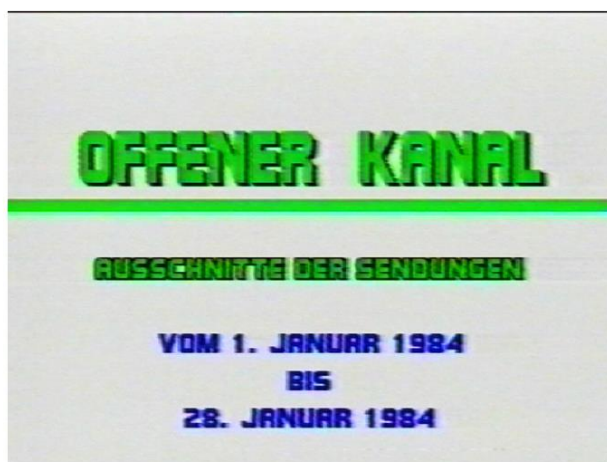 OFFENER KANAL
AUSSCHNITTE DER SENDUNGEN
VOM 1. JANUAR 1984
BIS
28. JANUAR 1984